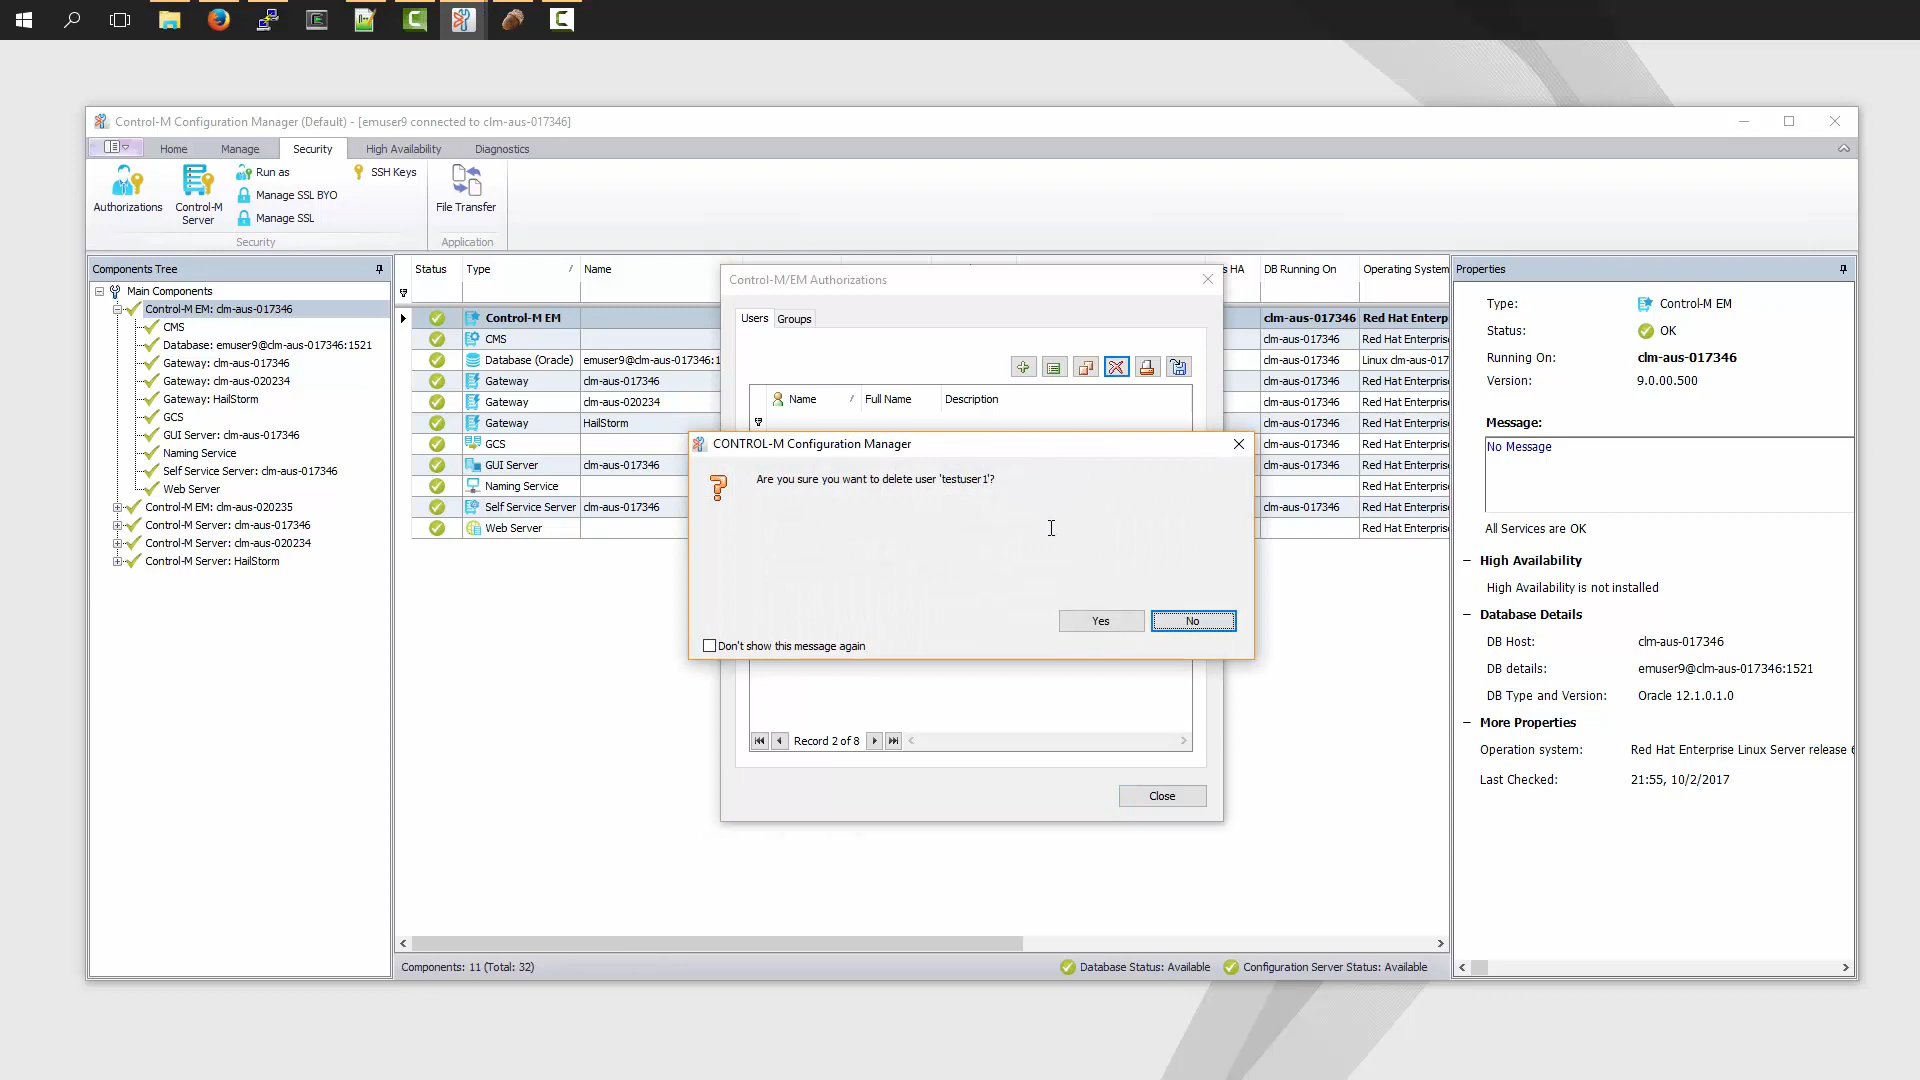 Control-M Configuration Manager (Default) - [emuser9 connected to clm-aus-017346]
Home Manage Security High Availability Diagnostics
Authorizations
Control-M Server
Run as
Manage SSL BYO
Manage SSL
SSH Keys
File Transfer
Security
Application
Components Tree
Main Components
Control-M EM: clm-aus-017346
CMS
Database: emuser9@clm-aus-017346:1521
Gateway: clm-aus-017346
Gateway: clm-aus-020234
Gateway: HailStorm
GCS
GUI Server: clm-aus-017346
Naming Service
Self Service Server: clm-aus-017346
Web Server
Control-M EM: clm-aus-020235
Control-M Server: clm-aus-017346
Control-M Server: clm-aus-020234
Control-M Server: HailStorm
Status Type / Name s HA DB Running On Operating System
Control-M EM clm-aus-017346 Red Hat Enterp
CMS clm-aus-017346 Red Hat Enterpris
Database (Oracle) emuser9@clm-aus-017346:1 Linux clm-aus-017
Gateway clm-aus-017346 clm-aus-017346 Red Hat Enterpris
Gateway clm-aus-020234 clm-aus-017346 Red Hat Enterpris
Gateway HailStorm clm-aus-017346 Red Hat Enterpris
GCS clm-aus-017346 Red Hat Enterpris
GUI Server clm-aus-017346 clm-aus-017346 Red Hat Enterpris
Naming Service Red Hat Enterpris
Self Service Server clm-aus-017346 clm-aus-017346 Red Hat Enterpris
Web Server Red Hat Enterpris
Control-M/EM Authorizations
Users Groups
Name / Full Name Description
CONTROL-M Configuration Manager
Are you sure you want to delete user 'testuser1'?
Yes No
Don't show this message again
Record 2 of 8
Close
Properties
Type: Control-M EM
Status: OK
Running On: clm-aus-017346
Version: 9.0.00.500
Message:
No Message
All Services are OK
High Availability
High Availability is not installed
Database Details
DB Host: clm-aus-017346
DB details: emuser9@clm-aus-017346:1521
DB Type and Version: Oracle 12.1.0.1.0
More Properties
Operation system: Red Hat Enterprise Linux Server release 6
Last Checked: 21:55, 10/2/2017
Components: 11 (Total: 32) Database Status: Available Configuration Server Status: Available